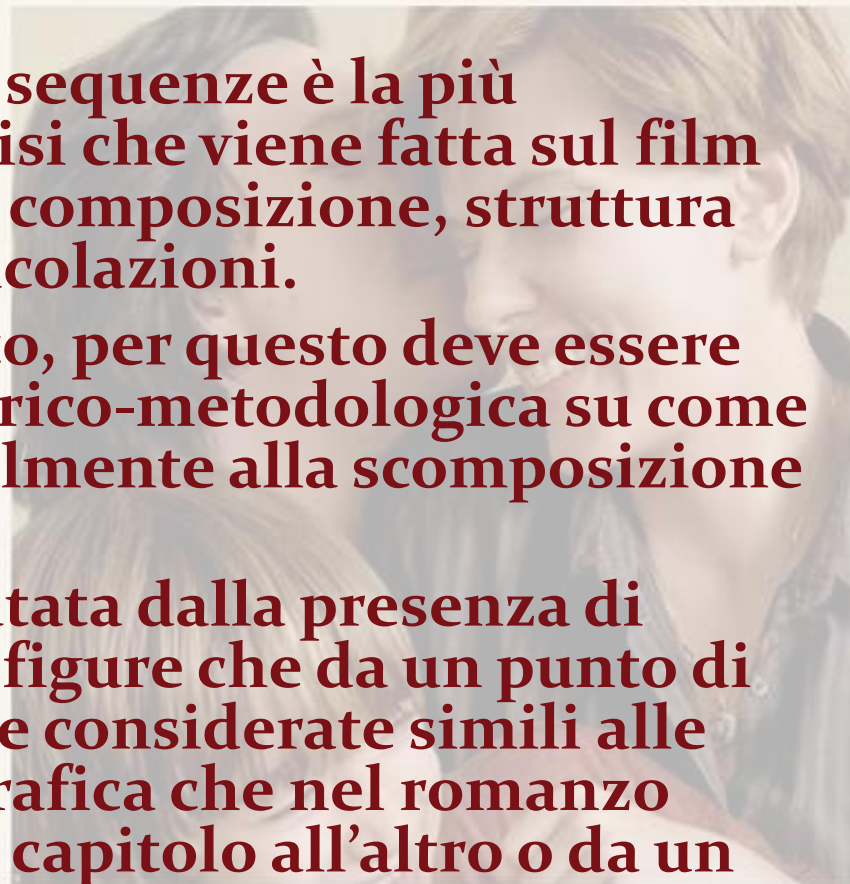 sequenze è la più
isi che viene fatta sul film
composizione, struttura
colazioni.
o, per questo deve essere
rico-metodologica su come
lmente alla scomposizione
tata dalla presenza di
figure che da un punto di
e considerate simili alle
rafica che nel romanzo
capitolo all’altro o da un